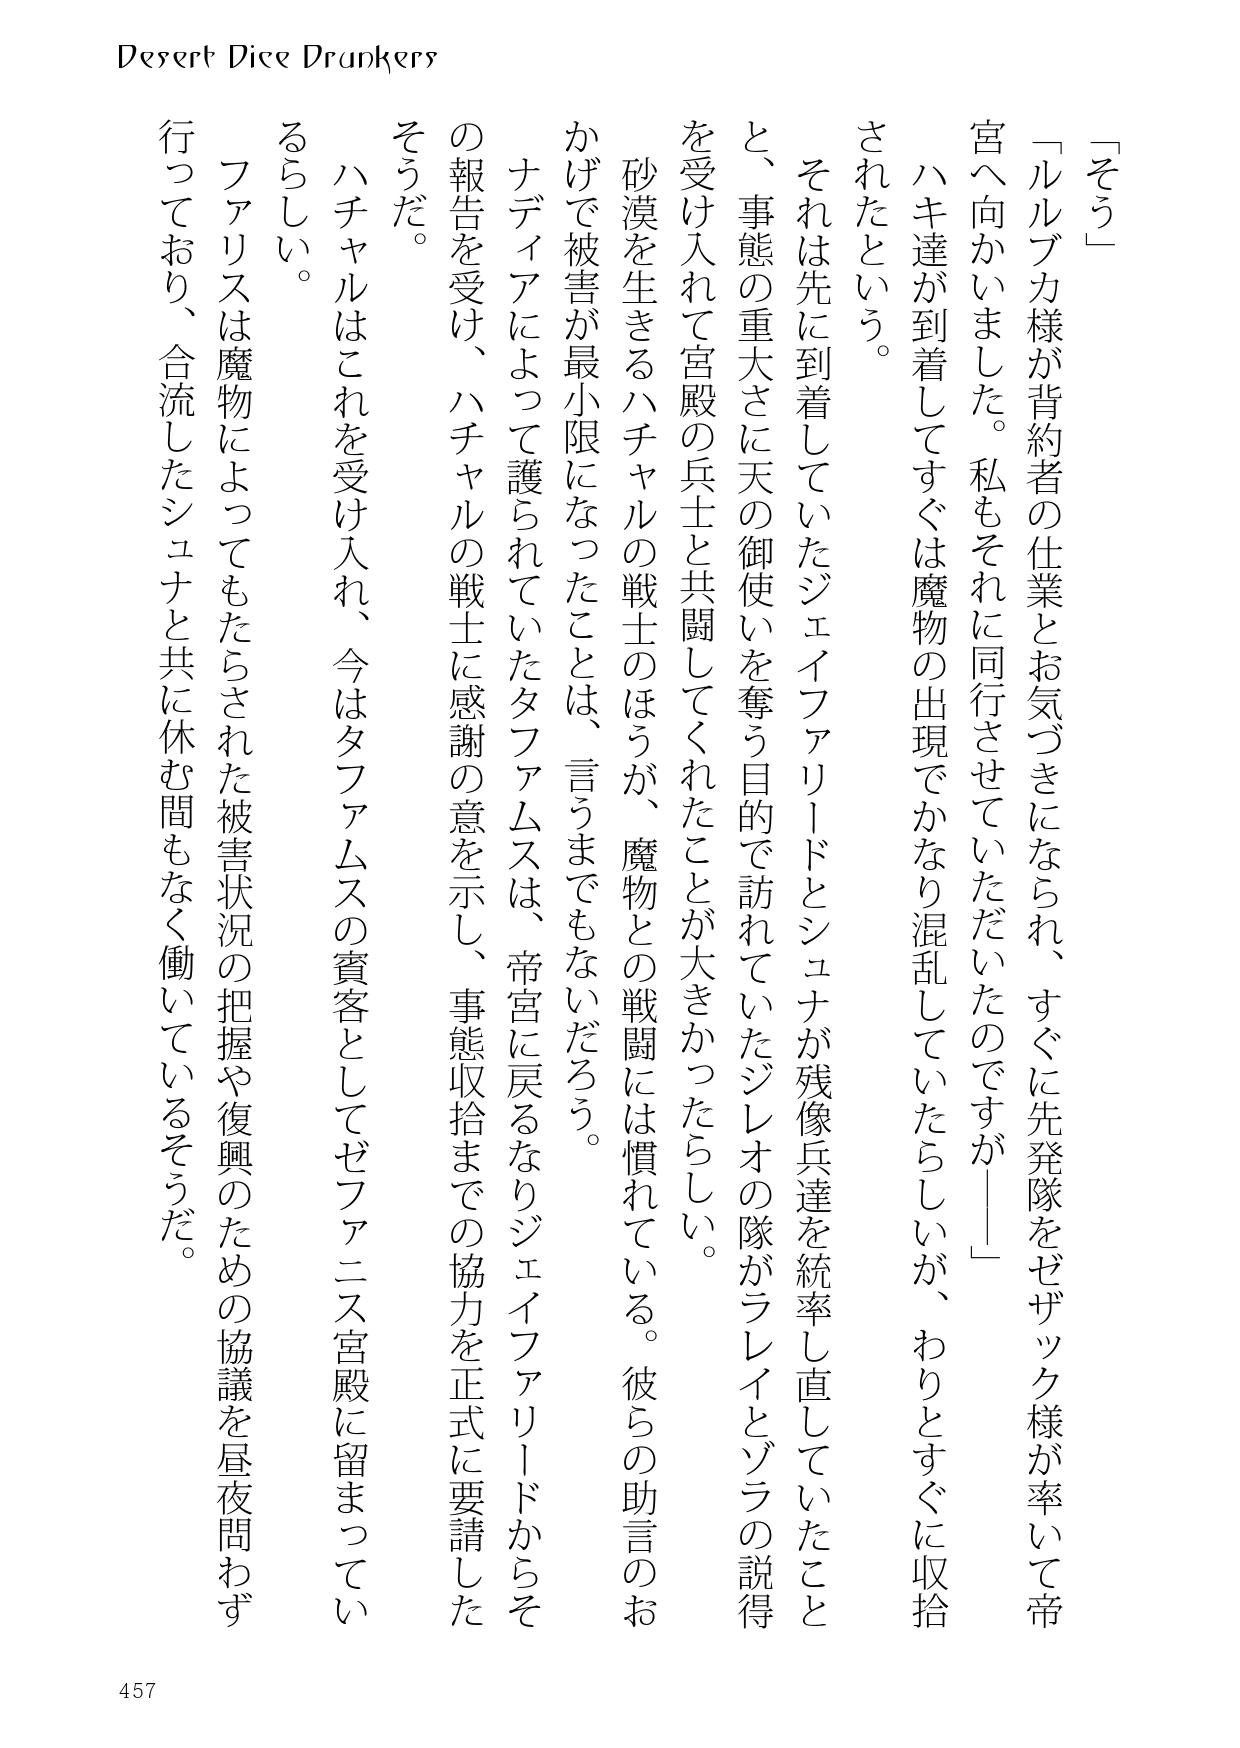 Desert Dice Drunkers
「そう」
「ルルブカ様が背約者の仕業とお気づきになられ、すぐに先発隊をゼザック様が率いて帝
宮へ向かいました。私もそれに同行させていただいたのですが――」
　ハキ達が到着してすぐは魔物の出現でかなり混乱していたらしいが、わりとすぐに収拾
されたという。
　それは先に到着していたジェイファリードとシュナが残像兵達を統率し直していたこと
と、事態の重大さに天の御使いを奪う目的で訪れていたジレオの隊がラレイとゾラの説得
を受け入れて宮殿の兵士と共闘してくれたことが大きかったらしい。
　砂漠を生きるハチャルの戦士のほうが、魔物との戦闘には慣れている。彼らの助言のお
かげで被害が最小限になったことは、言うまでもないだろう。
　ナディアによって護られていたタファムスは、帝宮に戻るなりジェイファリードからそ
の報告を受け、ハチャルの戦士に感謝の意を示し、事態収拾までの協力を正式に要請した
そうだ。
　ハチャルはこれを受け入れ、今はタファムスの賓客としてゼファニス宮殿に留まってい
るらしい。
　ファリスは魔物によってもたらされた被害状況の把握や復興のための協議を昼夜問わず
行っており、合流したシュナと共に休む間もなく働いているそうだ。
457